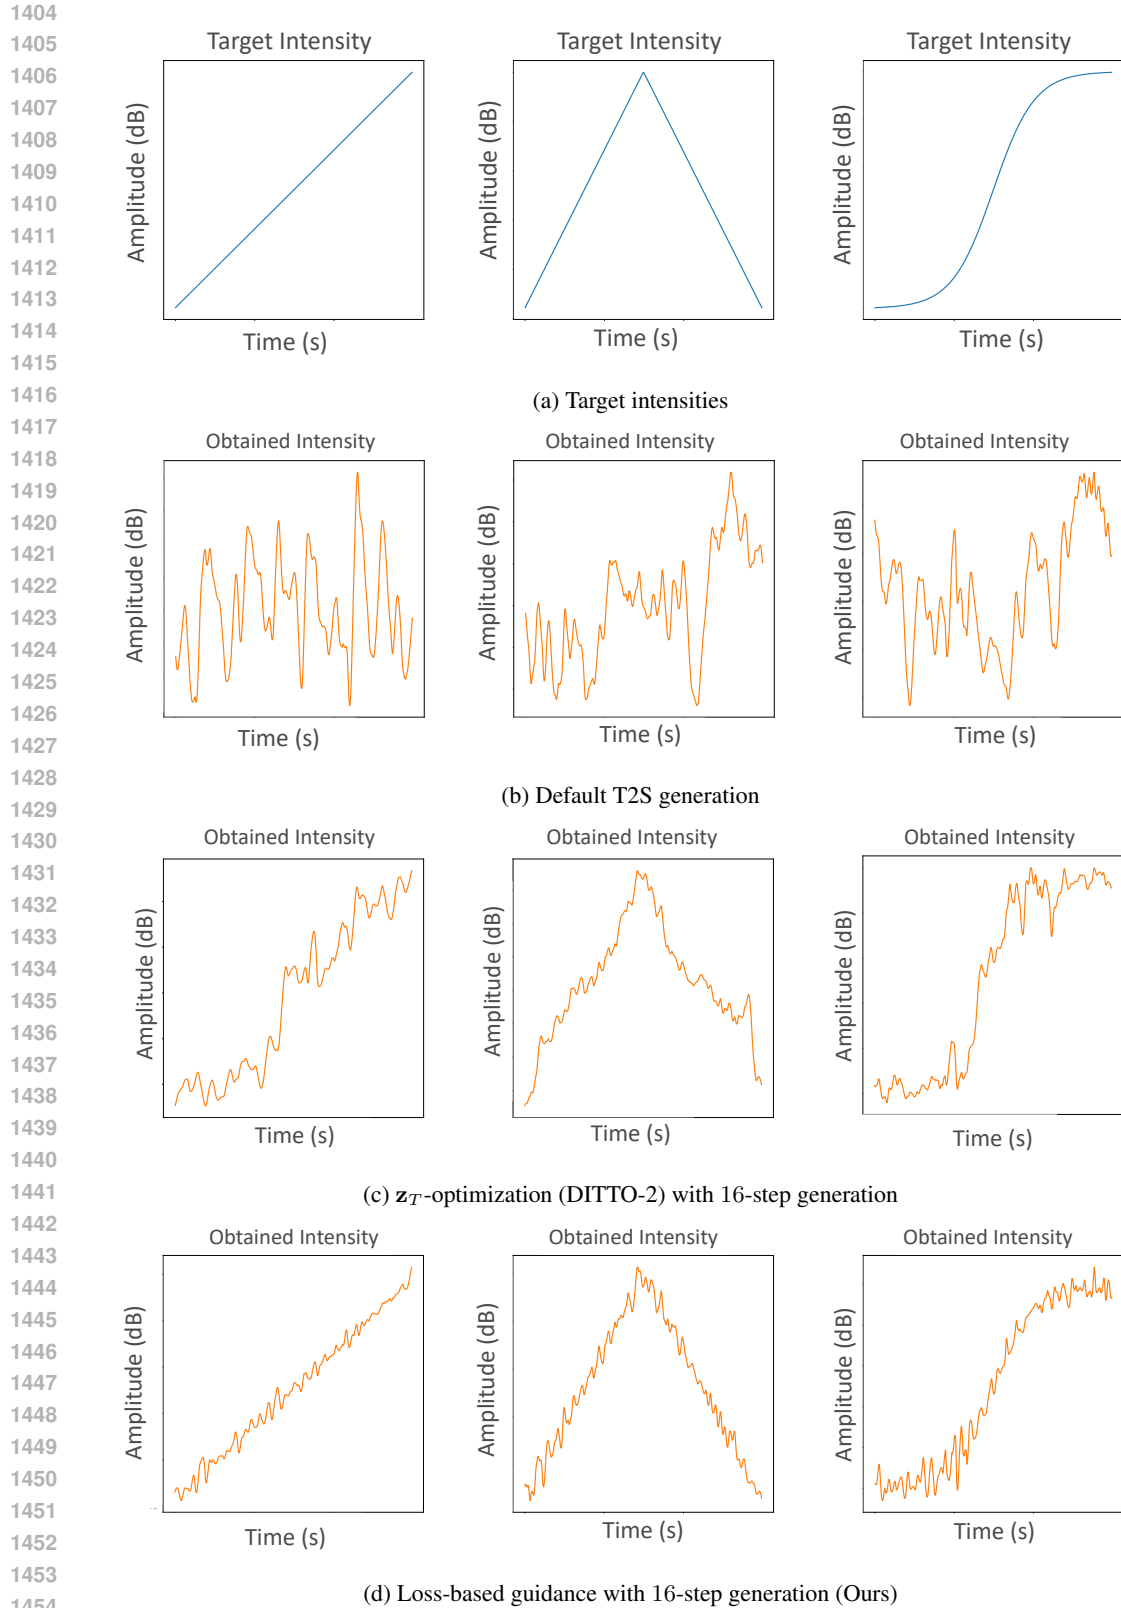 1404
1405
1406
1407
1408
1409
1410
1411
1412
1413
1414
1415
1416
1417
1418
1419
1420
1421
1422
1423
1424
1425
1426
1427
1428
1429
1430
1431
1432
1433
1434
1435
1436
1437
1438
1439
1440
1441
1442
1443
1444
1445
1446
1447
1448
1449
1450
1451
1452
1453
1454
Target Intensity
Amplitude (dB)
Time (s)
Target Intensity
Amplitude (dB)
Time (s)
Target Intensity
Amplitude (dB)
Time (s)
(a) Target intensities
Obtained Intensity
Amplitude (dB)
Time (s)
Obtained Intensity
Amplitude (dB)
Time (s)
Obtained Intensity
Amplitude (dB)
Time (s)
(b) Default T2S generation
Obtained Intensity
Amplitude (dB)
Time (s)
Obtained Intensity
Amplitude (dB)
Time (s)
Obtained Intensity
Amplitude (dB)
Time (s)
(c) z_T-optimization (DITTO-2) with 16-step generation
Obtained Intensity
Amplitude (dB)
Time (s)
Obtained Intensity
Amplitude (dB)
Time (s)
Obtained Intensity
Amplitude (dB)
Time (s)
(d) Loss-based guidance with 16-step generation (Ours)